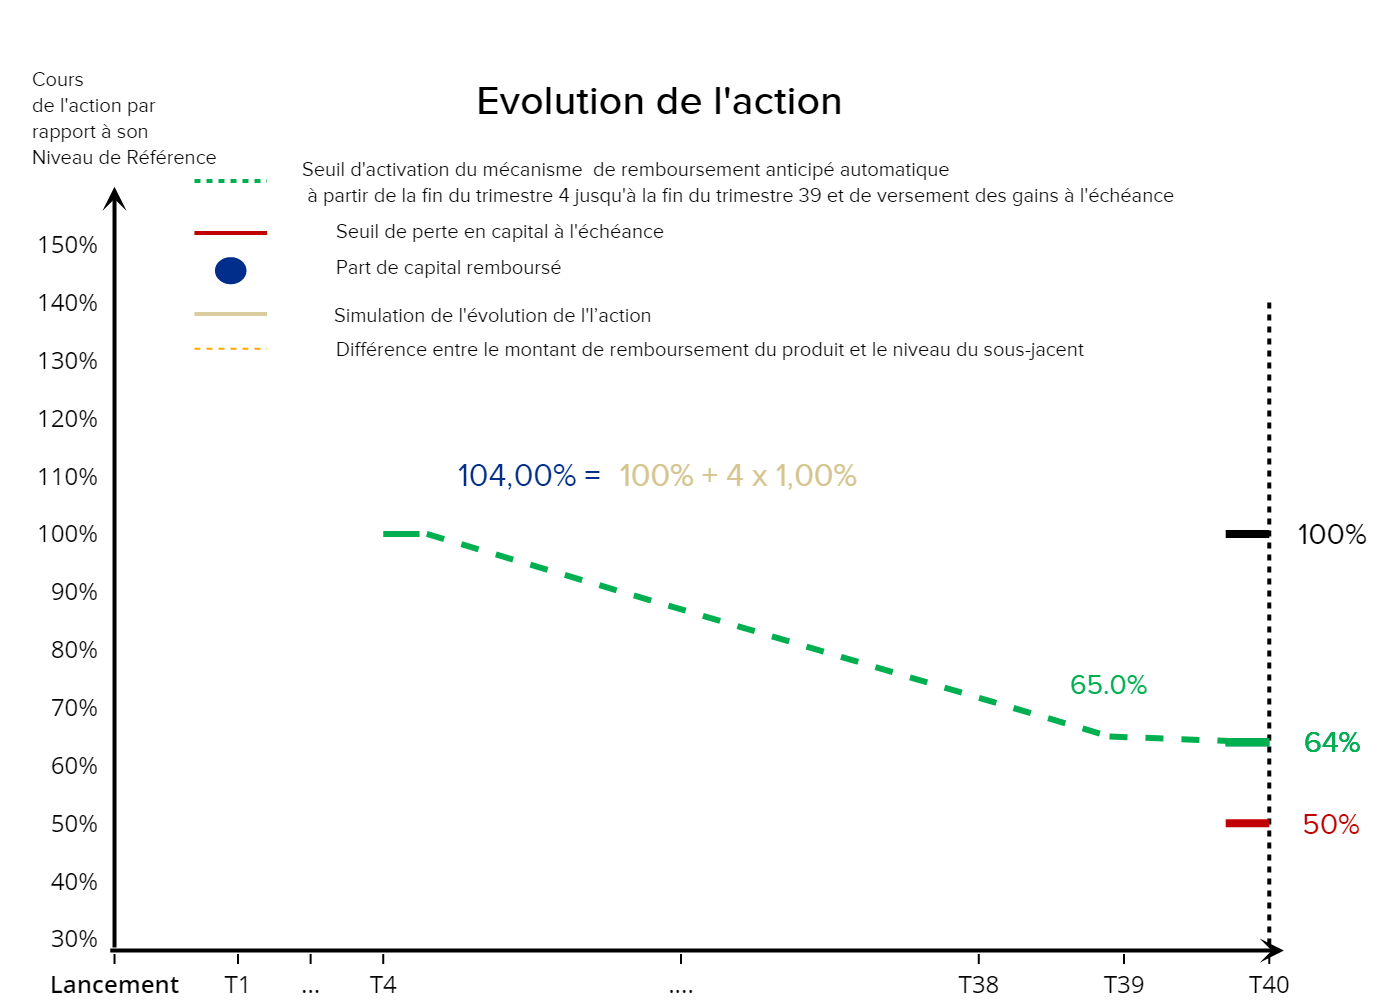 Cours
de l'action par
rapport à son
Niveau de Référence
Evolution de l'action
Seuil d'activation du mécanisme de remboursement anticipé automatique
à partir de la fin du trimestre 4 jusqu'à la fin du trimestre 39 et de versement des gains à l'échéance
Seuil de perte en capital à l'échéance
Part de capital remboursé
Simulation de l'évolution de l'l’action
Différence entre le montant de remboursement du produit et le niveau du sous-jacent
150%
140%
130%
120%
110%
100%
90%
80%
70%
60%
50%
40%
30%
104,00% = 100% + 4 x 1,00%
100%
65.0%
64%
50%
Lancement T1 ... T4 .... T38 T39 T40